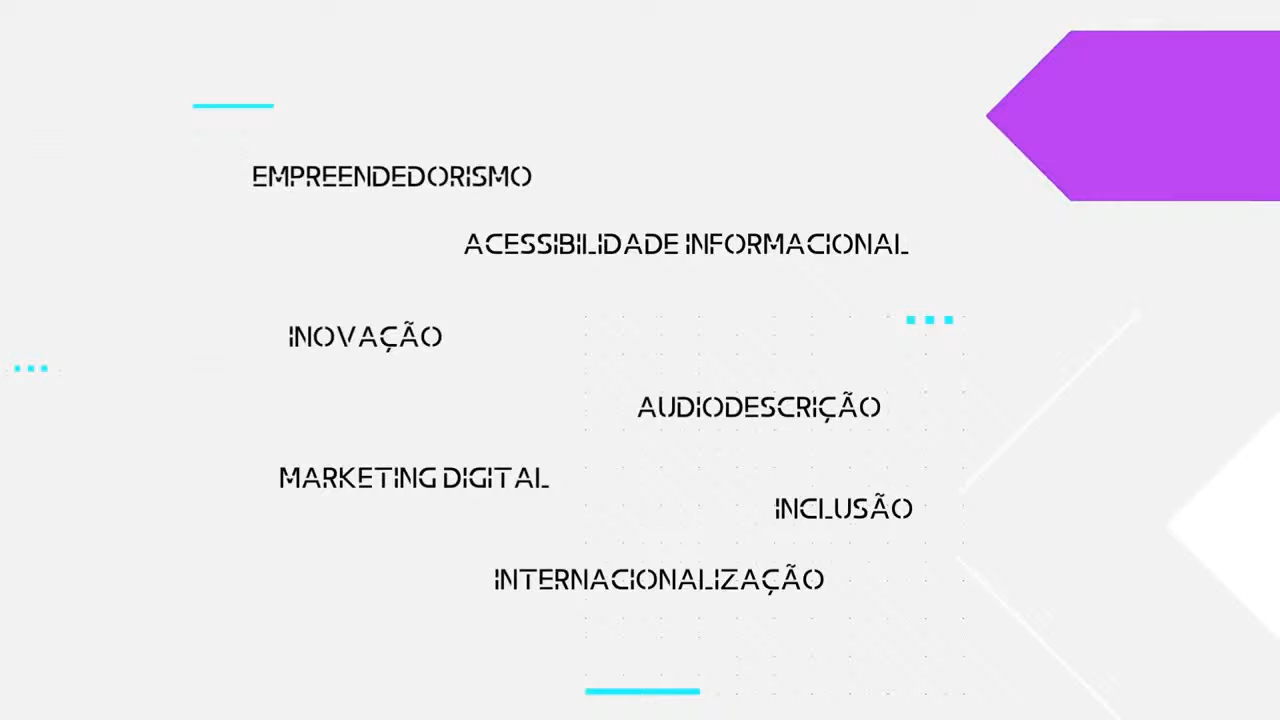 EMPREENDEDORISMO
ACESSIBILIDADE INFORMACIONAL
INOVAÇÃO
AUDIODESCRIÇÃO
MARKETING DIGITAL
INCLUSÃO
INTERNACIONALIZAÇÃO